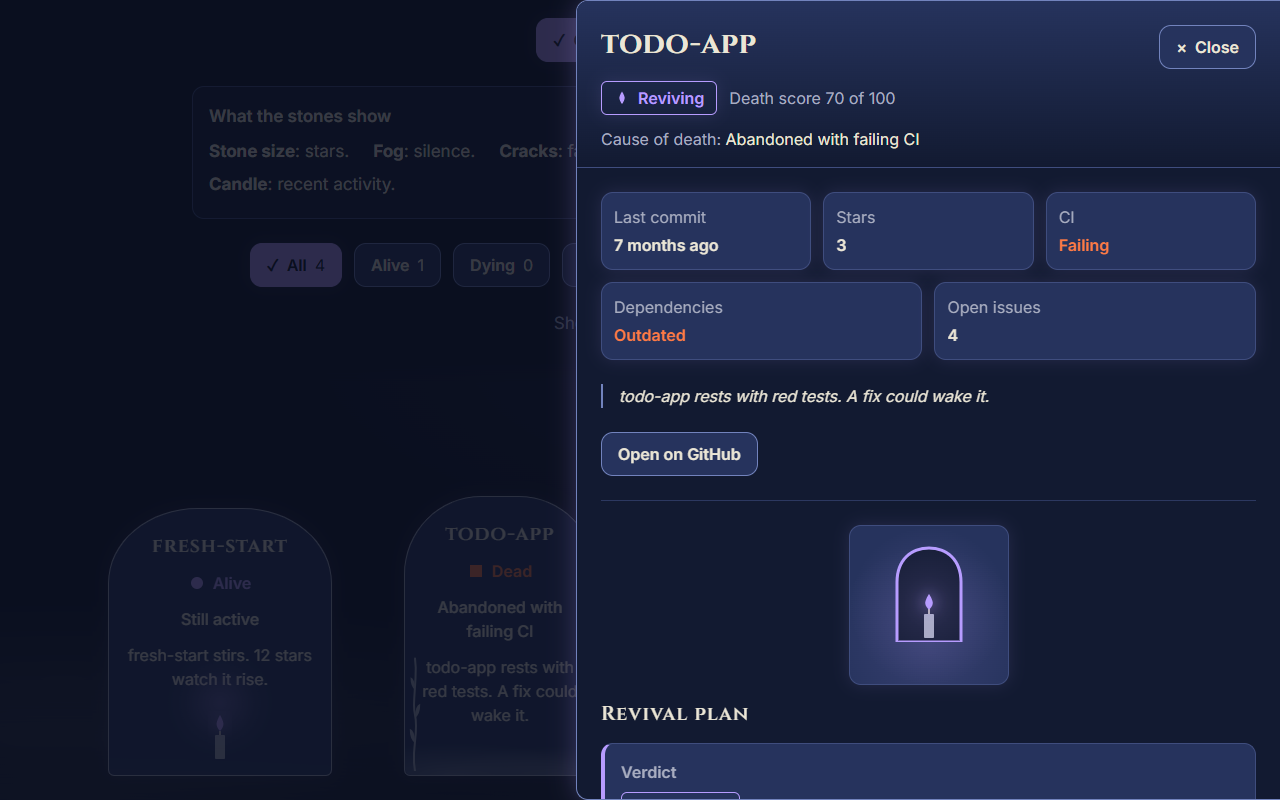 What the stones show
Stone size: stars. Fog: silence. Cracks:
Candle: recent activity.
✓ All 4 Alive 1 Dying 0
FRESH-START
Alive
Still active
fresh-start stirs. 12 stars
watch it rise.
TODO-APP
Dead
Abandoned with
failing CI
todo-app rests with
red tests. A fix could
wake it.
TODO-APP
× Close
Reviving Death score 70 of 100
Cause of death: Abandoned with failing CI
Last commit Stars CI
7 months ago 3 Failing
Dependencies Open issues
Outdated 4
todo-app rests with red tests. A fix could wake it.
Open on GitHub
REVIVAL PLAN
Verdict